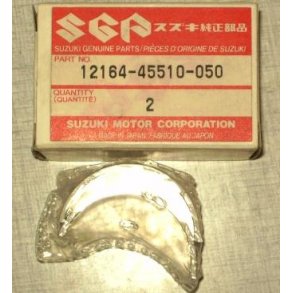 SGP スズキ純正部品
SUZUKI GENUINE PARTS/PIÈCES D'ORIGINE DE SUZUKI
PART NO. 12164-45510-050
QUANTITY
(QUANTITÉ) 2
SUZUKI MOTOR CORPORATION
MADE IN JAPAN/FABRIQUÉ AU JAPON